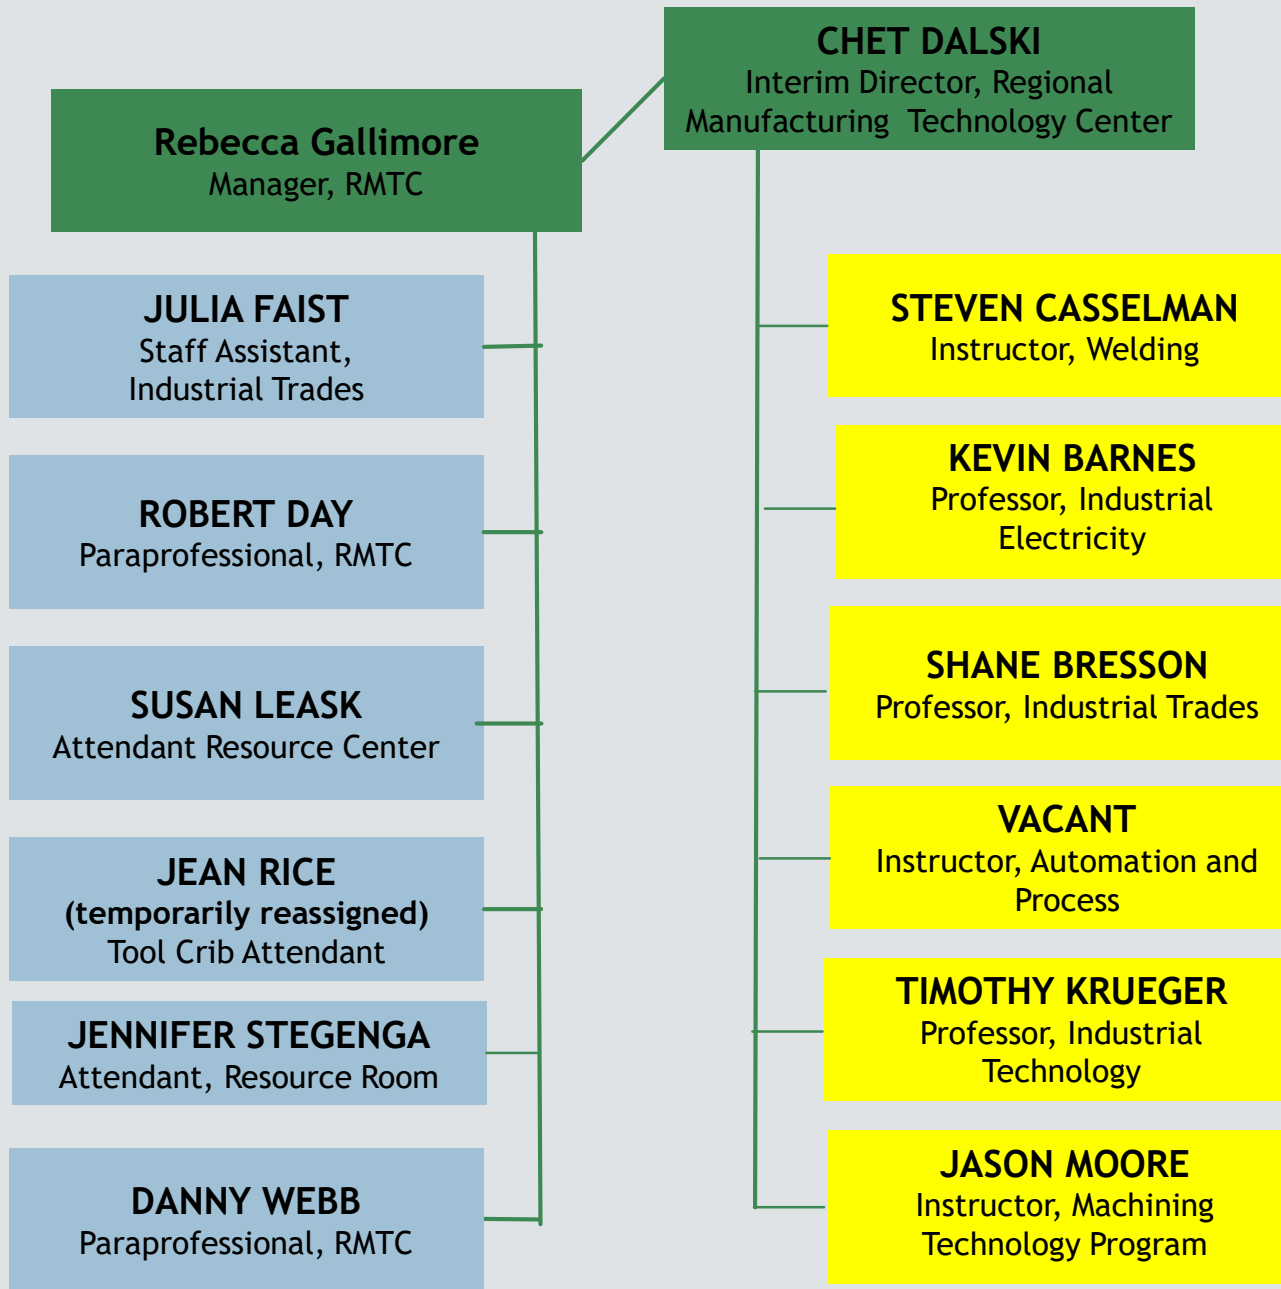 CHET DALSKI
Interim Director, Regional
Manufacturing Technology Center
Rebecca Gallimore
Manager, RMTC
JULIA FAIST
Staff Assistant,
Industrial Trades
ROBERT DAY
Paraprofessional, RMTC
SUSAN LEASK
Attendant Resource Center
JEAN RICE
(temporarily reassigned)
Tool Crib Attendant
JENNIFER STEGENGA
Attendant, Resource Room
DANNY WEBB
Paraprofessional, RMTC
STEVEN CASSELMAN
Instructor, Welding
KEVIN BARNES
Professor, Industrial
Electricity
SHANE BRESSON
Professor, Industrial Trades
VACANT
Instructor, Automation and
Process
TIMOTHY KRUEGER
Professor, Industrial
Technology
JASON MOORE
Instructor, Machining
Technology Program